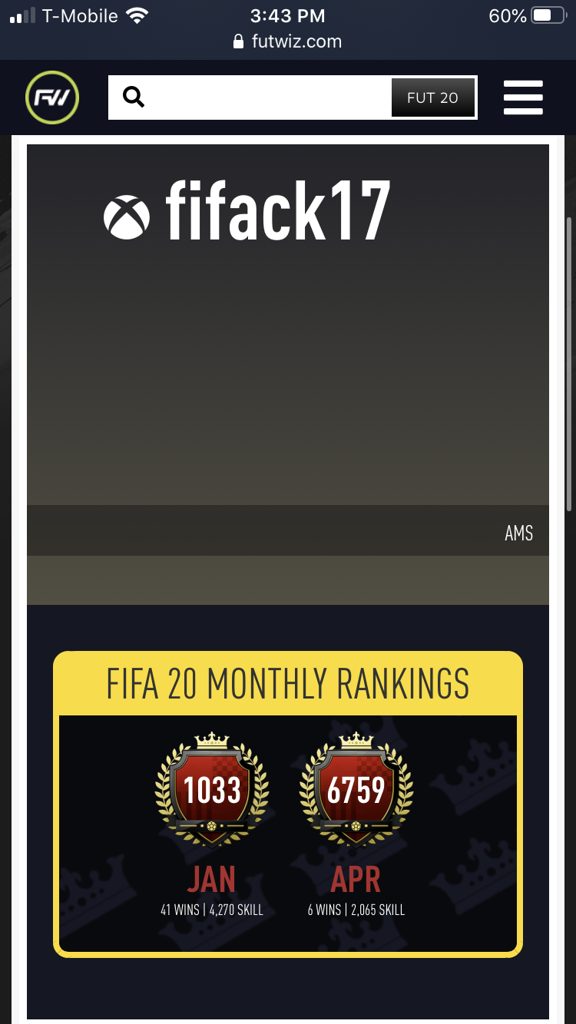 T-Mobile 3:43 PM 60%
futwiz.com
FW FUT 20
fifack17
AMS
FIFA 20 MONTHLY RANKINGS
1033 6759
JAN APR
41 WINS | 4,270 SKILL 6 WINS | 2,065 SKILL